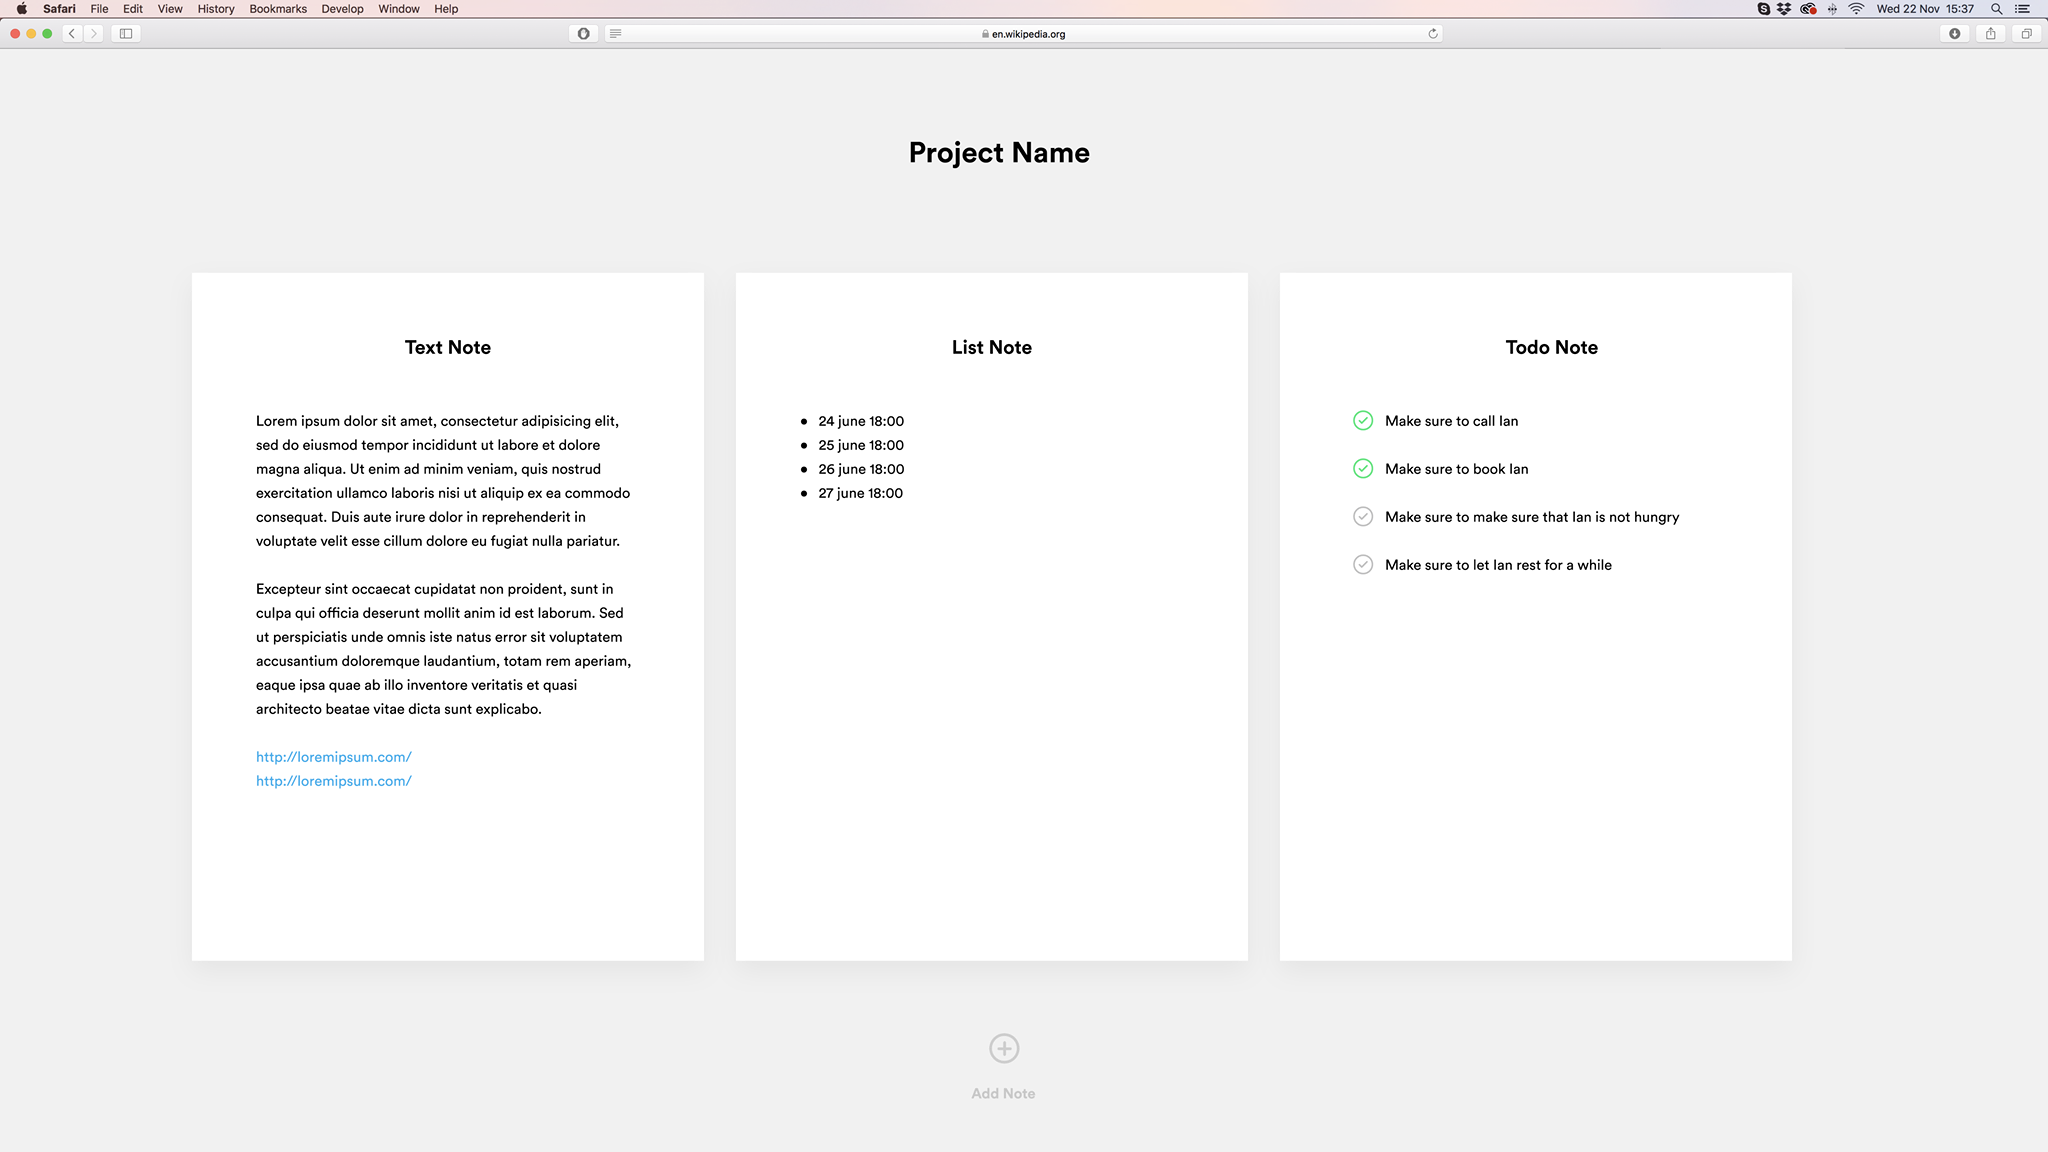 Safari File Edit View History Bookmarks Develop Window Help Wed 22 Nov 15:37
en.wikipedia.org
Project Name
Text Note
Lorem ipsum dolor sit amet, consectetur adipisicing elit,
sed do eiusmod tempor incididunt ut labore et dolore
magna aliqua. Ut enim ad minim veniam, quis nostrud
exercitation ullamco laboris nisi ut aliquip ex ea commodo
consequat. Duis aute irure dolor in reprehenderit in
voluptate velit esse cillum dolore eu fugiat nulla pariatur.
Excepteur sint occaecat cupidatat non proident, sunt in
culpa qui officia deserunt mollit anim id est laborum. Sed
ut perspiciatis unde omnis iste natus error sit voluptatem
accusantium doloremque laudantium, totam rem aperiam,
eaque ipsa quae ab illo inventore veritatis et quasi
architecto beatae vitae dicta sunt explicabo.
http://loremipsum.com/
http://loremipsum.com/
List Note
24 june 18:00
25 june 18:00
26 june 18:00
27 june 18:00
Todo Note
Make sure to call Ian
Make sure to book Ian
Make sure to make sure that Ian is not hungry
Make sure to let Ian rest for a while
Add Note